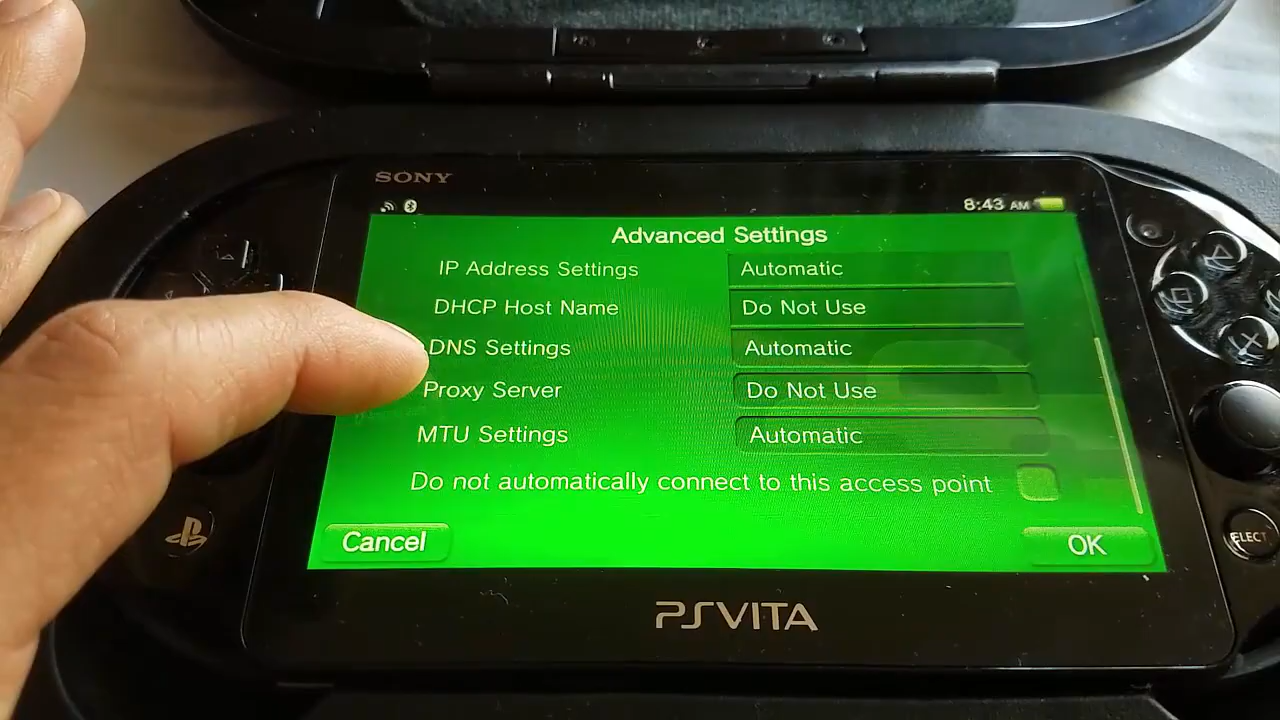 SONY
8:43 AM
Advanced Settings
IP Address Settings Automatic
DHCP Host Name Do Not Use
DNS Settings Automatic
Proxy Server Do Not Use
MTU Settings Automatic
Do not automatically connect to this access point
Cancel OK
ELECT
PSVITA